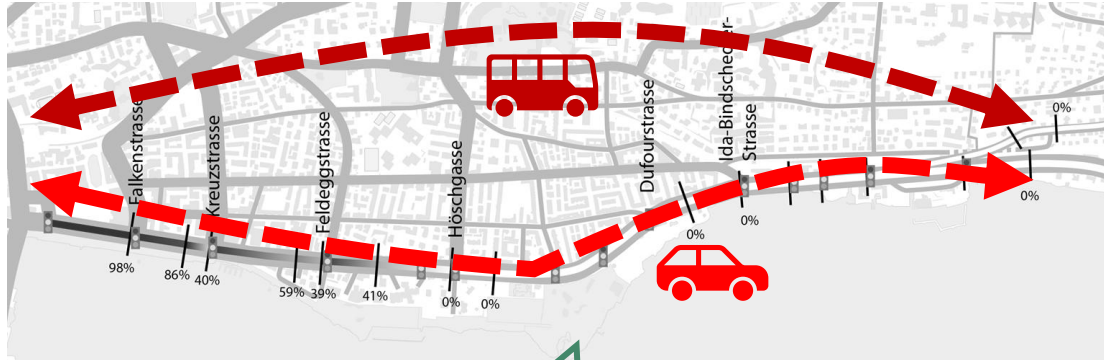 Falkenstrasse
Kreuzstrasse
Feldeggstrasse
Höschgasse
Dufourstrasse
Ida-Bindschedler-
Strasse
98%
86%
40%
59%
39%
41%
0%
0%
0%
0%
0%
0%